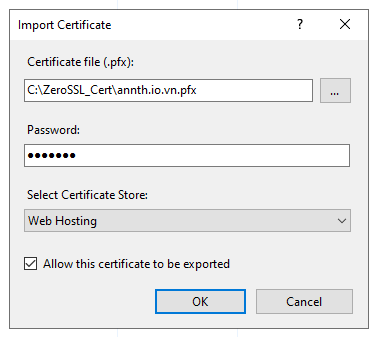 Import Certificate
Certificate file (.pfx):
C:\ZeroSSL_Cert\annth.io.vn.pfx
...
Password:
●●●●●●●
Select Certificate Store:
Web Hosting
Allow this certificate to be exported
OK
Cancel